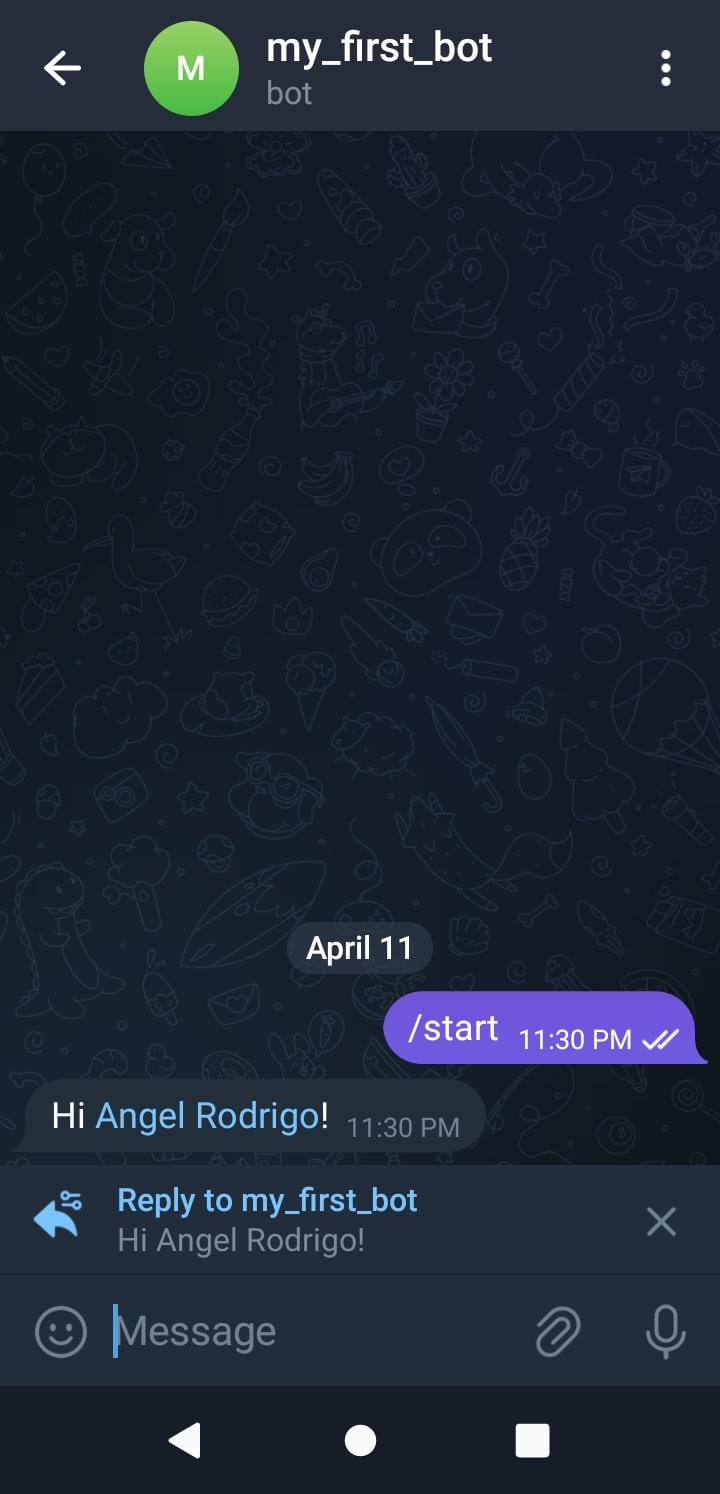 M
my_first_bot
bot
April 11
/start 11:30 PM
Hi Angel Rodrigo! 11:30 PM
Reply to my_first_bot
Hi Angel Rodrigo!
Message